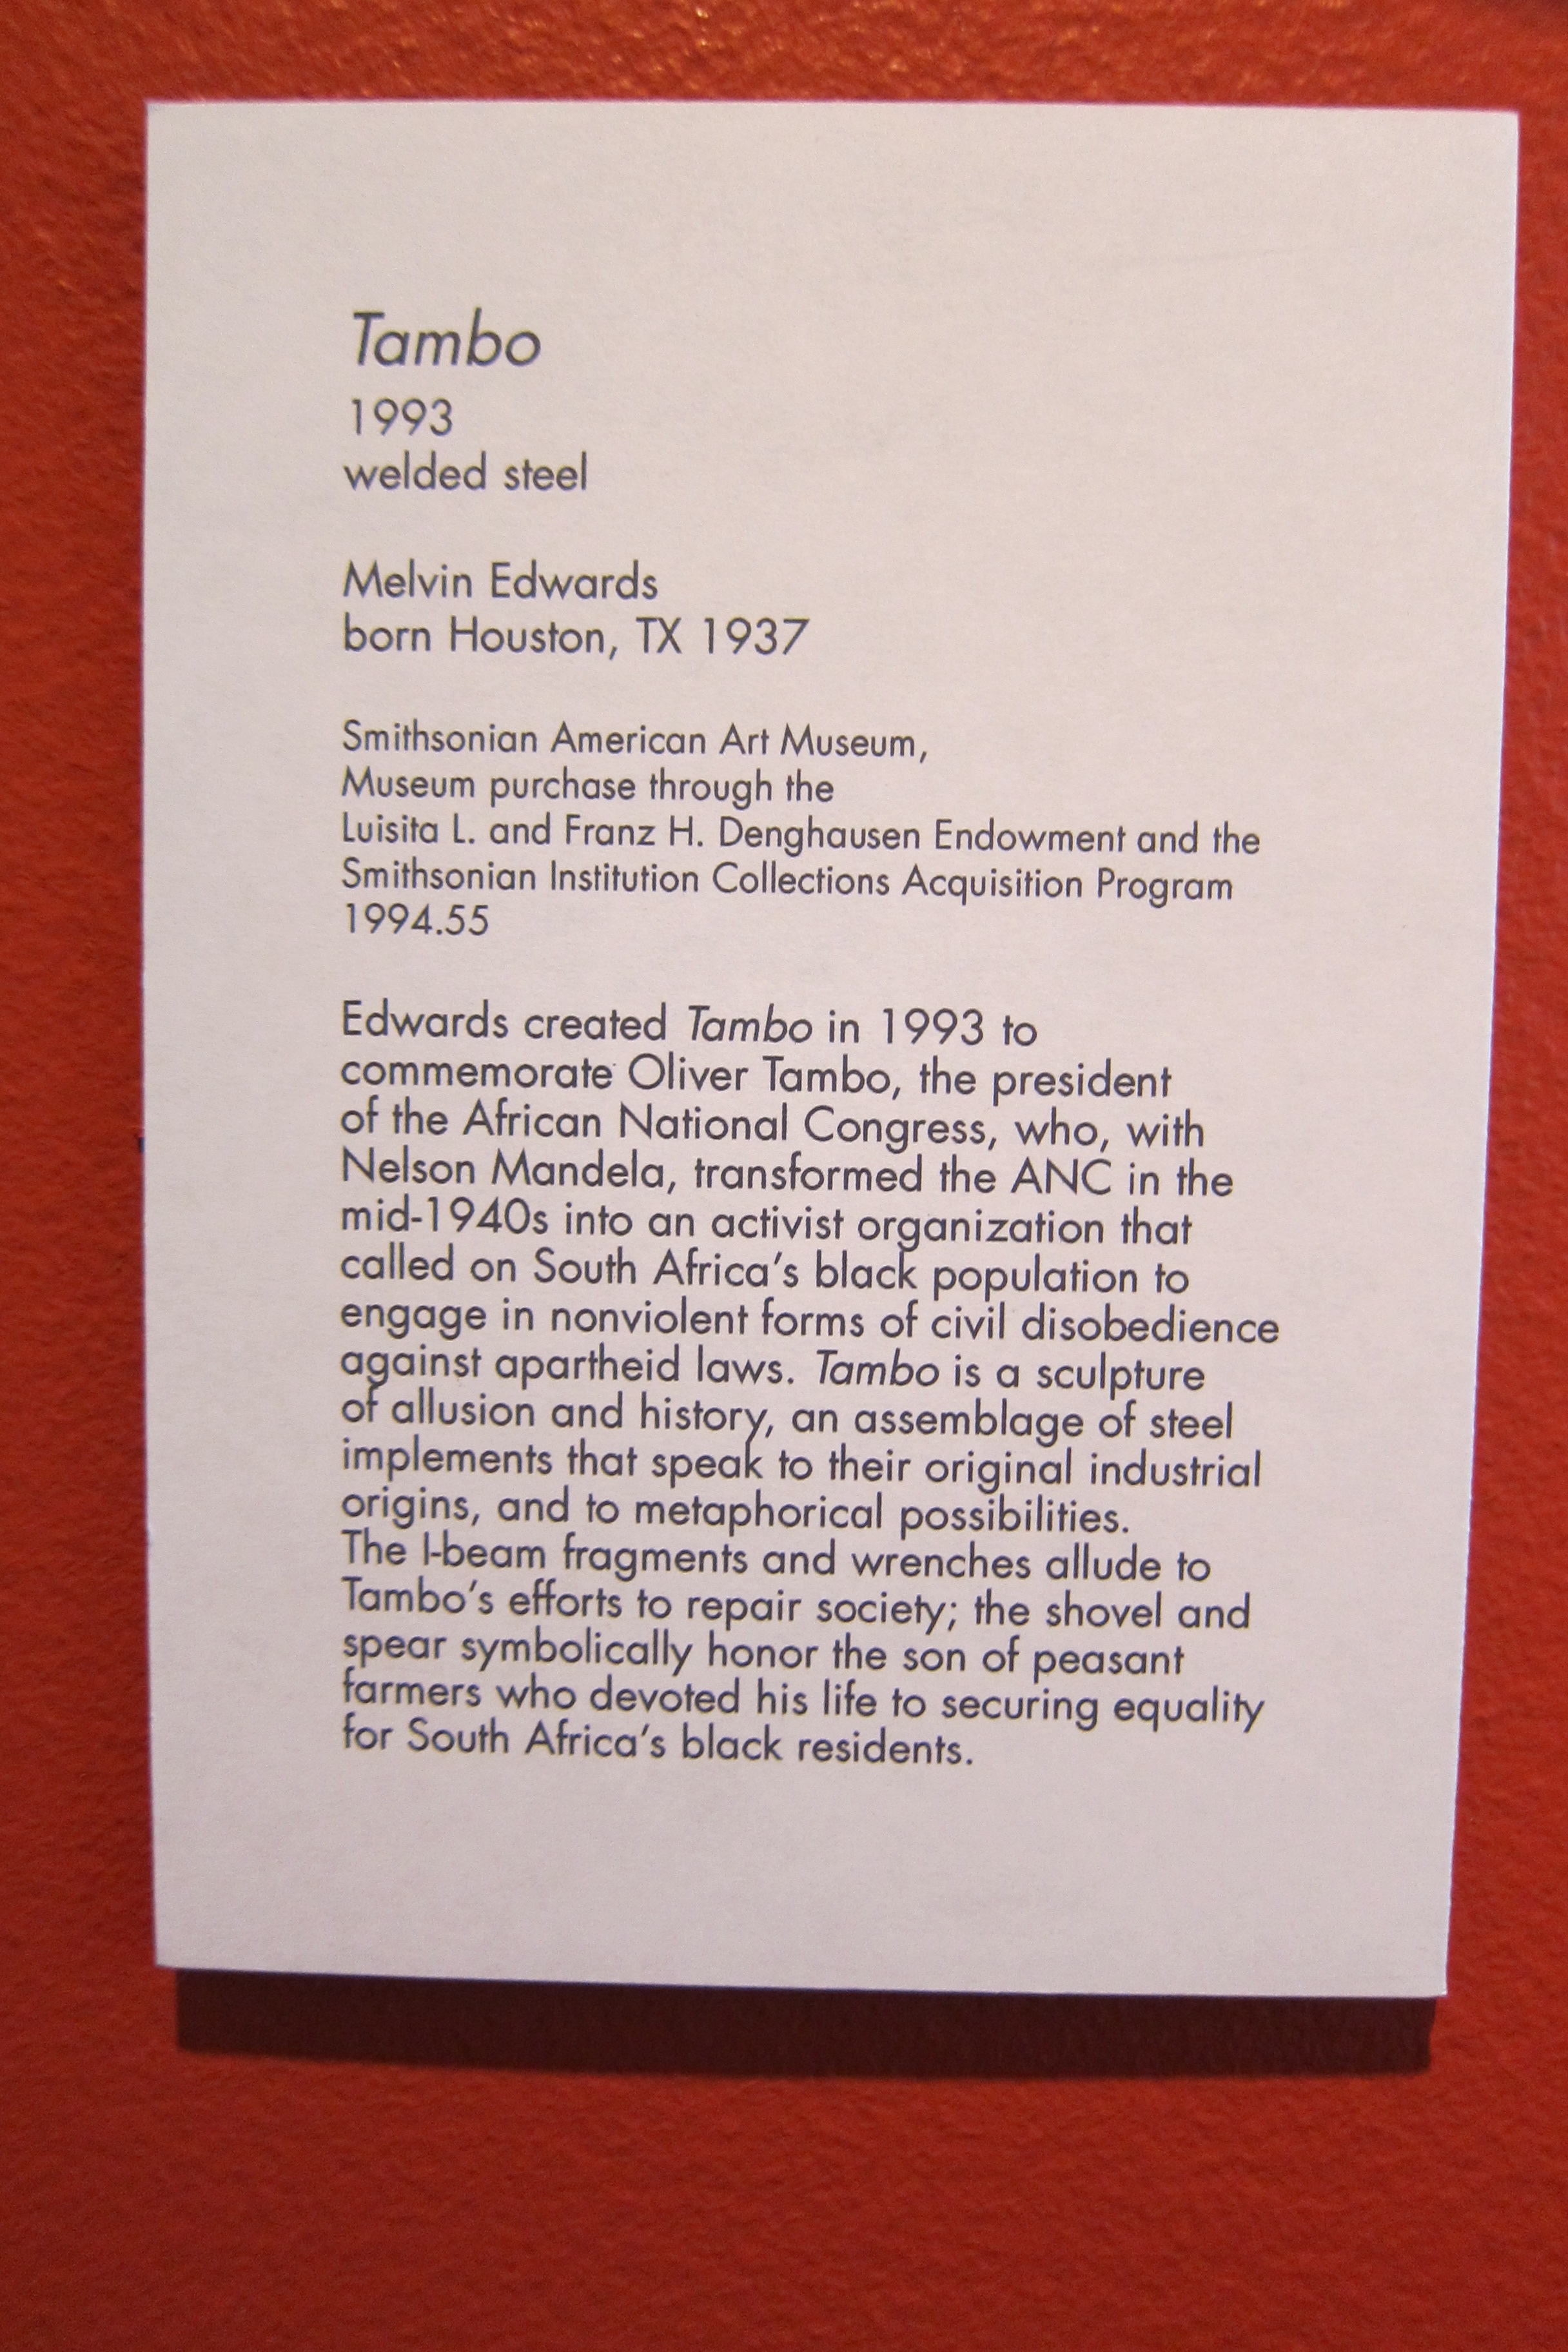 Tambo
1993
welded steel
Melvin Edwards
born Houston, TX 1937
Smithsonian American Art Museum,
Museum purchase through the
Luisita L. and Franz H. Denghausen Endowment and the
Smithsonian Institution Collections Acquisition Program
1994.55
Edwards created Tambo in 1993 to
commemorate Oliver Tambo, the president
of the African National Congress, who, with
Nelson Mandela, transformed the ANC in the
mid-1940s into an activist organization that
called on South Africa's black population to
engage in nonviolent forms of civil disobedience
against apartheid laws. Tambo is a sculpture
of allusion and history, an assemblage of steel
implements that speak to their original industrial
origins, and to metaphorical possibilities.
The I-beam fragments and wrenches allude to
Tambo's efforts to repair society; the shovel and
spear symbolically honor the son of peasant
farmers who devoted his life to securing equality
for South Africa's black residents.